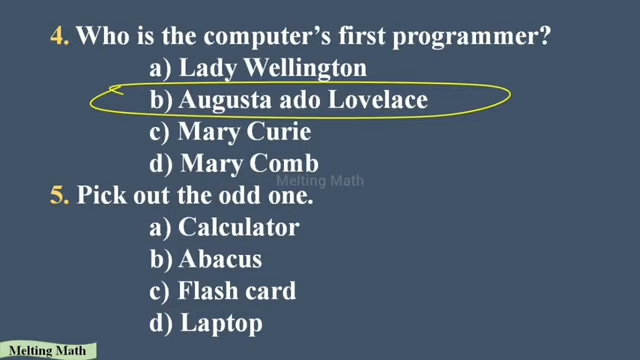 4. Who is the computer's first programmer?
a) Lady Wellington
b) Augusta ado Lovelace
c) Mary Curie
d) Mary Comb
Melting Math
5. Pick out the odd one.
a) Calculator
b) Abacus
c) Flash card
d) Laptop
Melting Math